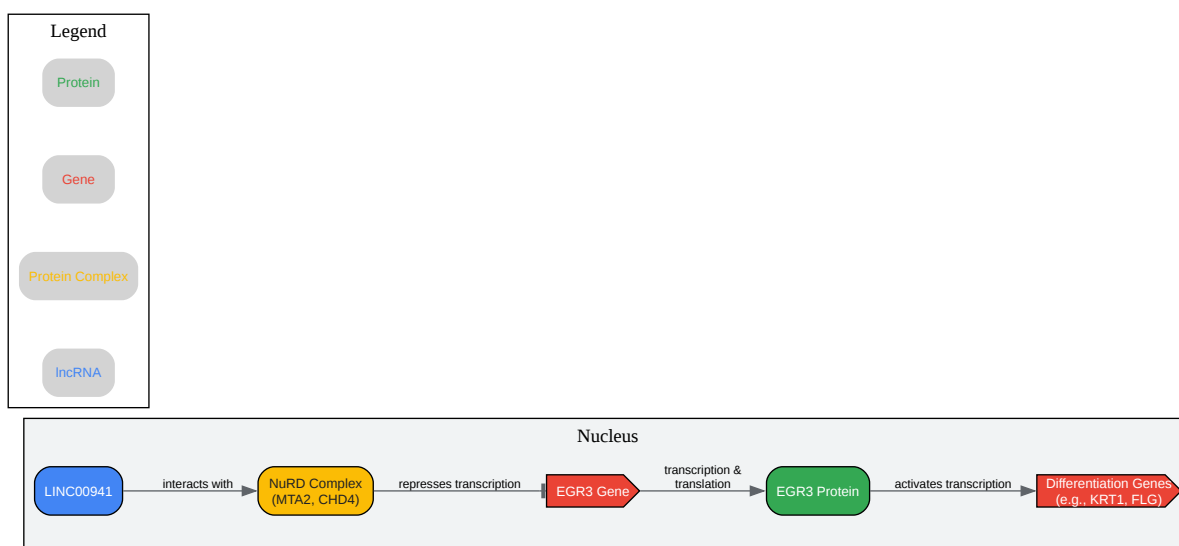 Legend
Protein
Gene
Protein Complex
lncRNA
Nucleus
LINC00941
interacts with
NuRD Complex
(MTA2, CHD4)
represses transcription
EGR3 Gene
transcription &
translation
EGR3 Protein
activates transcription
Differentiation Genes
(e.g., KRT1, FLG)